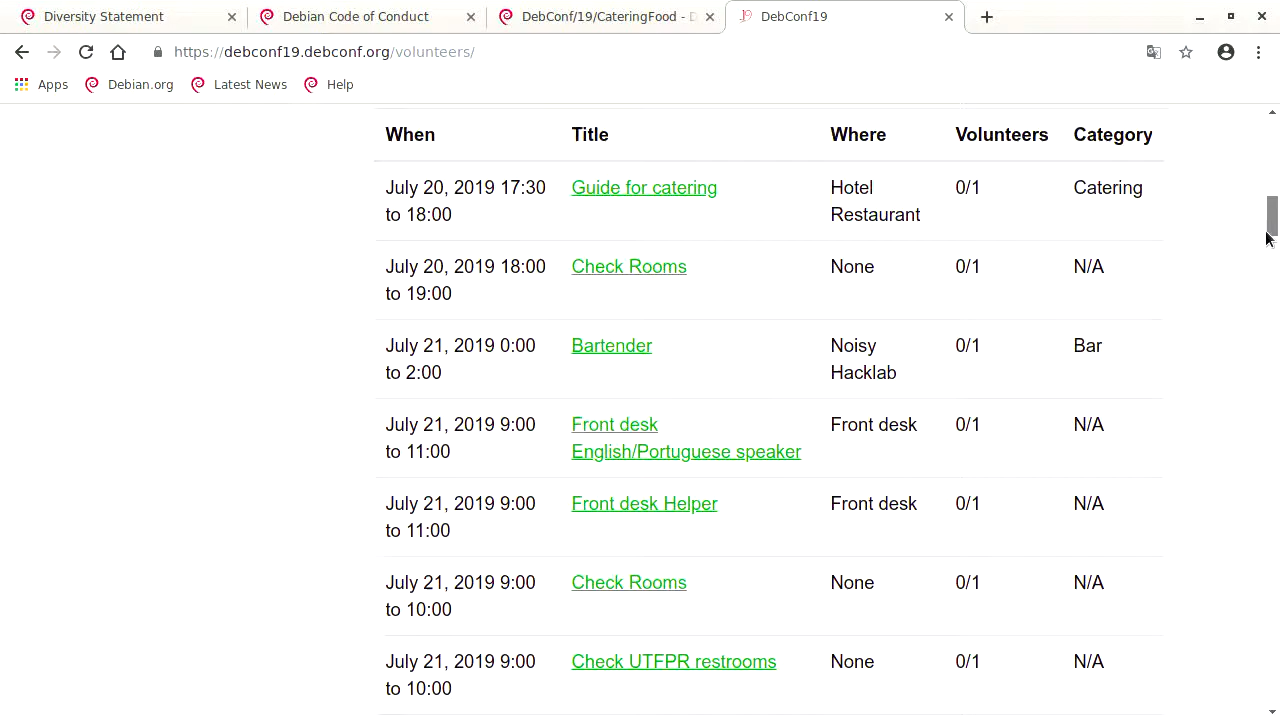 Diversity Statement
Debian Code of Conduct
DebConf/19/CateringFood - D
DebConf19
https://debconf19.debconf.org/volunteers/
Apps
Debian.org
Latest News
Help
When Title Where Volunteers Category
July 20, 2019 17:30 Guide for catering Hotel 0/1 Catering
to 18:00 Restaurant
July 20, 2019 18:00 Check Rooms None 0/1 N/A
to 19:00
July 21, 2019 0:00 Bartender Noisy 0/1 Bar
to 2:00 Hacklab
July 21, 2019 9:00 Front desk Front desk 0/1 N/A
to 11:00 English/Portuguese speaker
July 21, 2019 9:00 Front desk Helper Front desk 0/1 N/A
to 11:00
July 21, 2019 9:00 Check Rooms None 0/1 N/A
to 10:00
July 21, 2019 9:00 Check UTFPR restrooms None 0/1 N/A
to 10:00